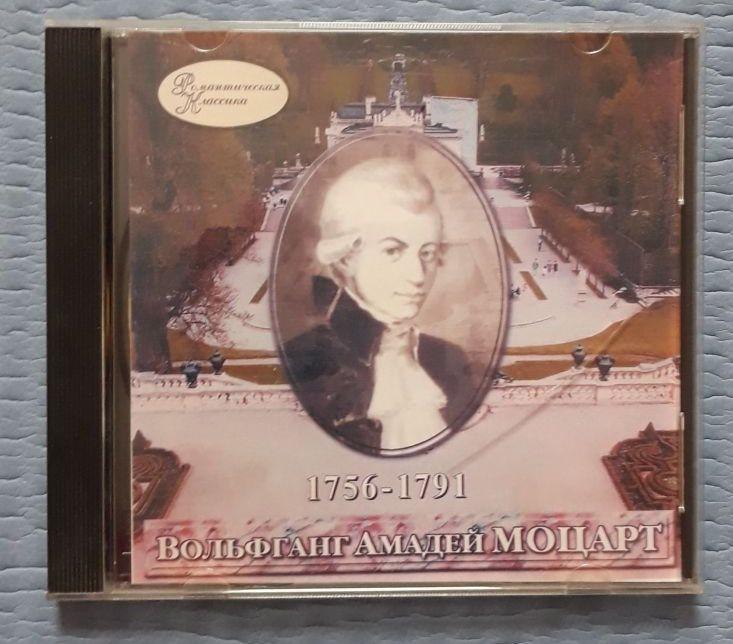 Романтическая
Классика
1756-1791
Вольфганг Амадей МОЦАРТ